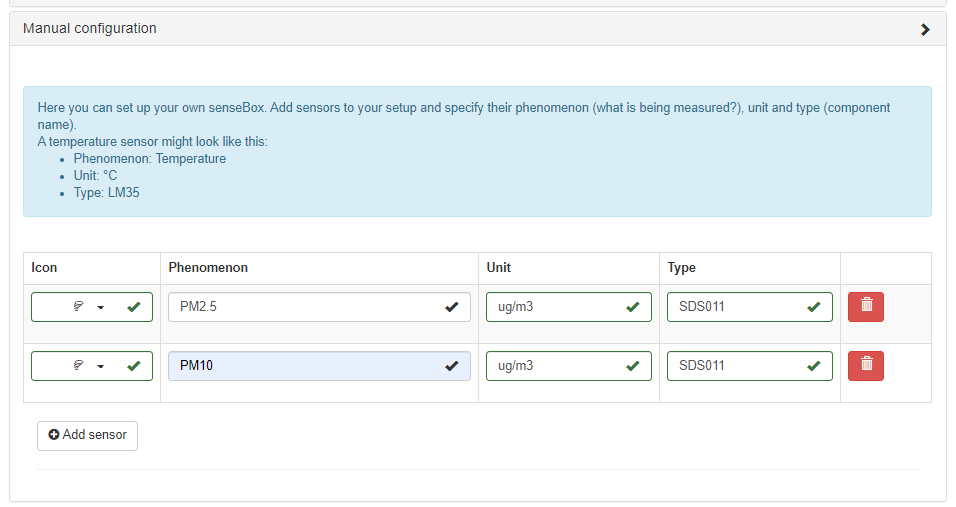 Manual configuration
Here you can set up your own senseBox. Add sensors to your setup and specify their phenomenon (what is being measured?), unit and type (component
name).
A temperature sensor might look like this:
• Phenomenon: Temperature
• Unit: °C
• Type: LM35
Icon Phenomenon Unit Type
PM2.5 ug/m3 SDS011
PM10 ug/m3 SDS011
Add sensor